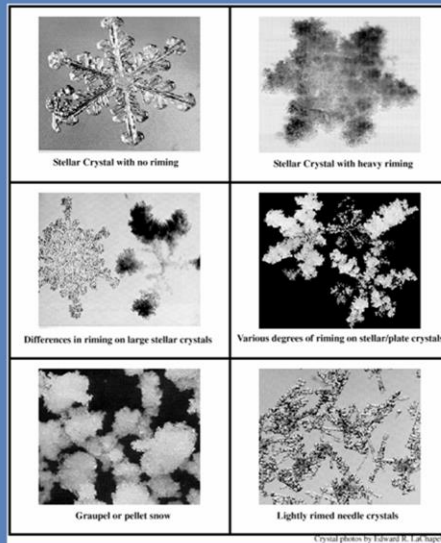 Stellar Crystal with no riming
Stellar Crystal with heavy riming
Differences in riming on large stellar crystals
Various degrees of riming on stellar/plate crystals
Graupel or pellet snow
Lightly rimed needle crystals
Crystal photos by Edward R. LaChapel